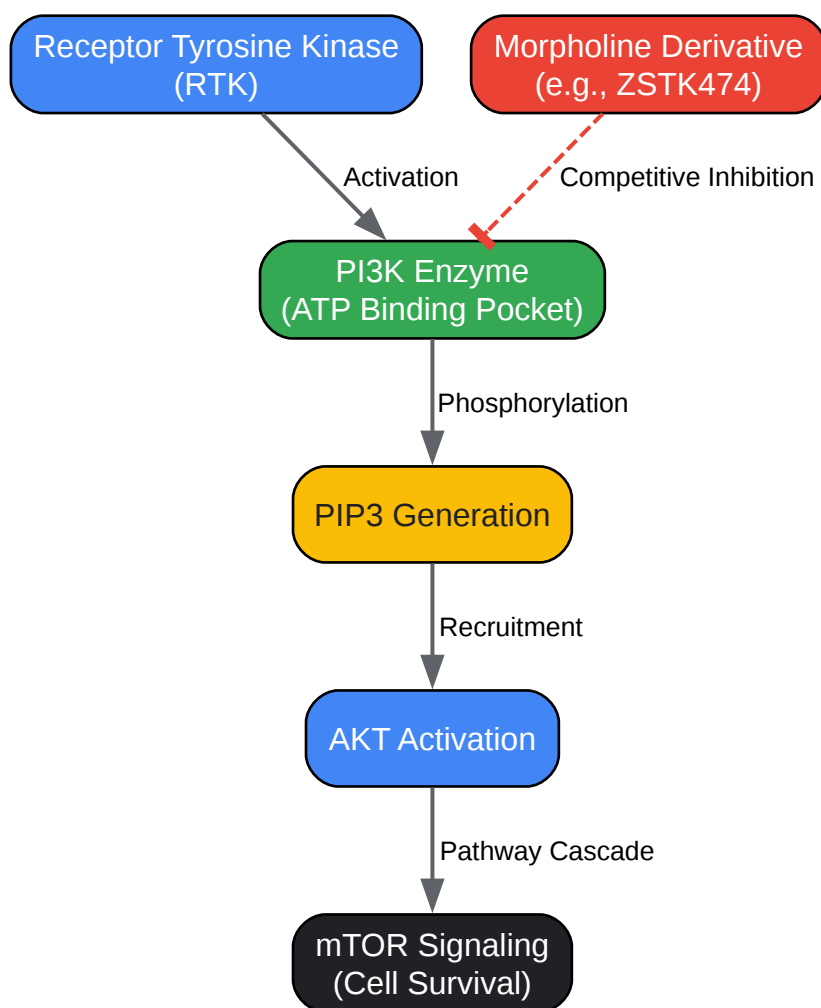 Receptor Tyrosine Kinase
(RTK)
Morpholine Derivative
(e.g., ZSTK474)
Activation
Competitive Inhibition
PI3K Enzyme
(ATP Binding Pocket)
Phosphorylation
PIP3 Generation
Recruitment
AKT Activation
Pathway Cascade
mTOR Signaling
(Cell Survival)